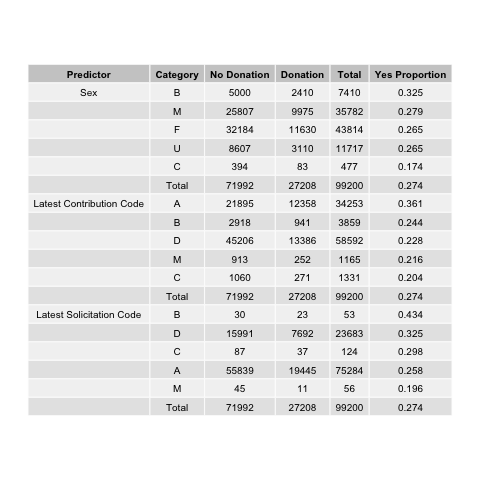 Predictor Category No Donation Donation Total Yes Proportion
Sex B 5000 2410 7410 0.325
M 25807 9975 35782 0.279
F 32184 11630 43814 0.265
U 8607 3110 11717 0.265
C 394 83 477 0.174
Total 71992 27208 99200 0.274
Latest Contribution Code A 21895 12358 34253 0.361
B 2918 941 3859 0.244
D 45206 13386 58592 0.228
M 913 252 1165 0.216
C 1060 271 1331 0.204
Total 71992 27208 99200 0.274
Latest Solicitation Code B 30 23 53 0.434
D 15991 7692 23683 0.325
C 87 37 124 0.298
A 55839 19445 75284 0.258
M 45 11 56 0.196
Total 71992 27208 99200 0.274